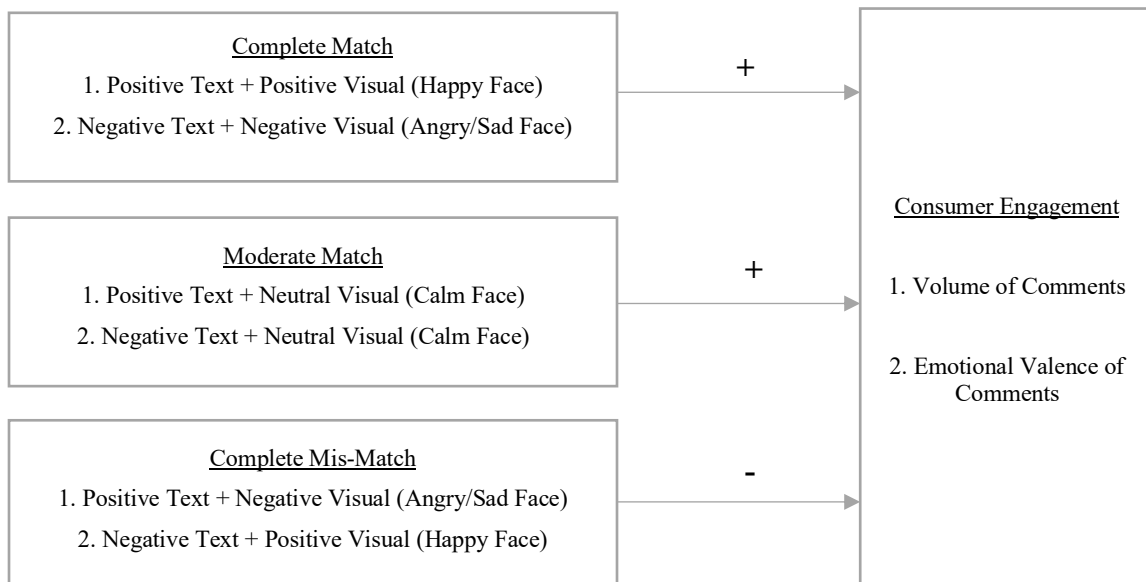 Complete Match
1. Positive Text + Positive Visual (Happy Face)
2. Negative Text + Negative Visual (Angry/Sad Face)
+
Moderate Match
1. Positive Text + Neutral Visual (Calm Face)
2. Negative Text + Neutral Visual (Calm Face)
+
Complete Mis-Match
1. Positive Text + Negative Visual (Angry/Sad Face)
2. Negative Text + Positive Visual (Happy Face)
-
Consumer Engagement
1. Volume of Comments
2. Emotional Valence of
Comments